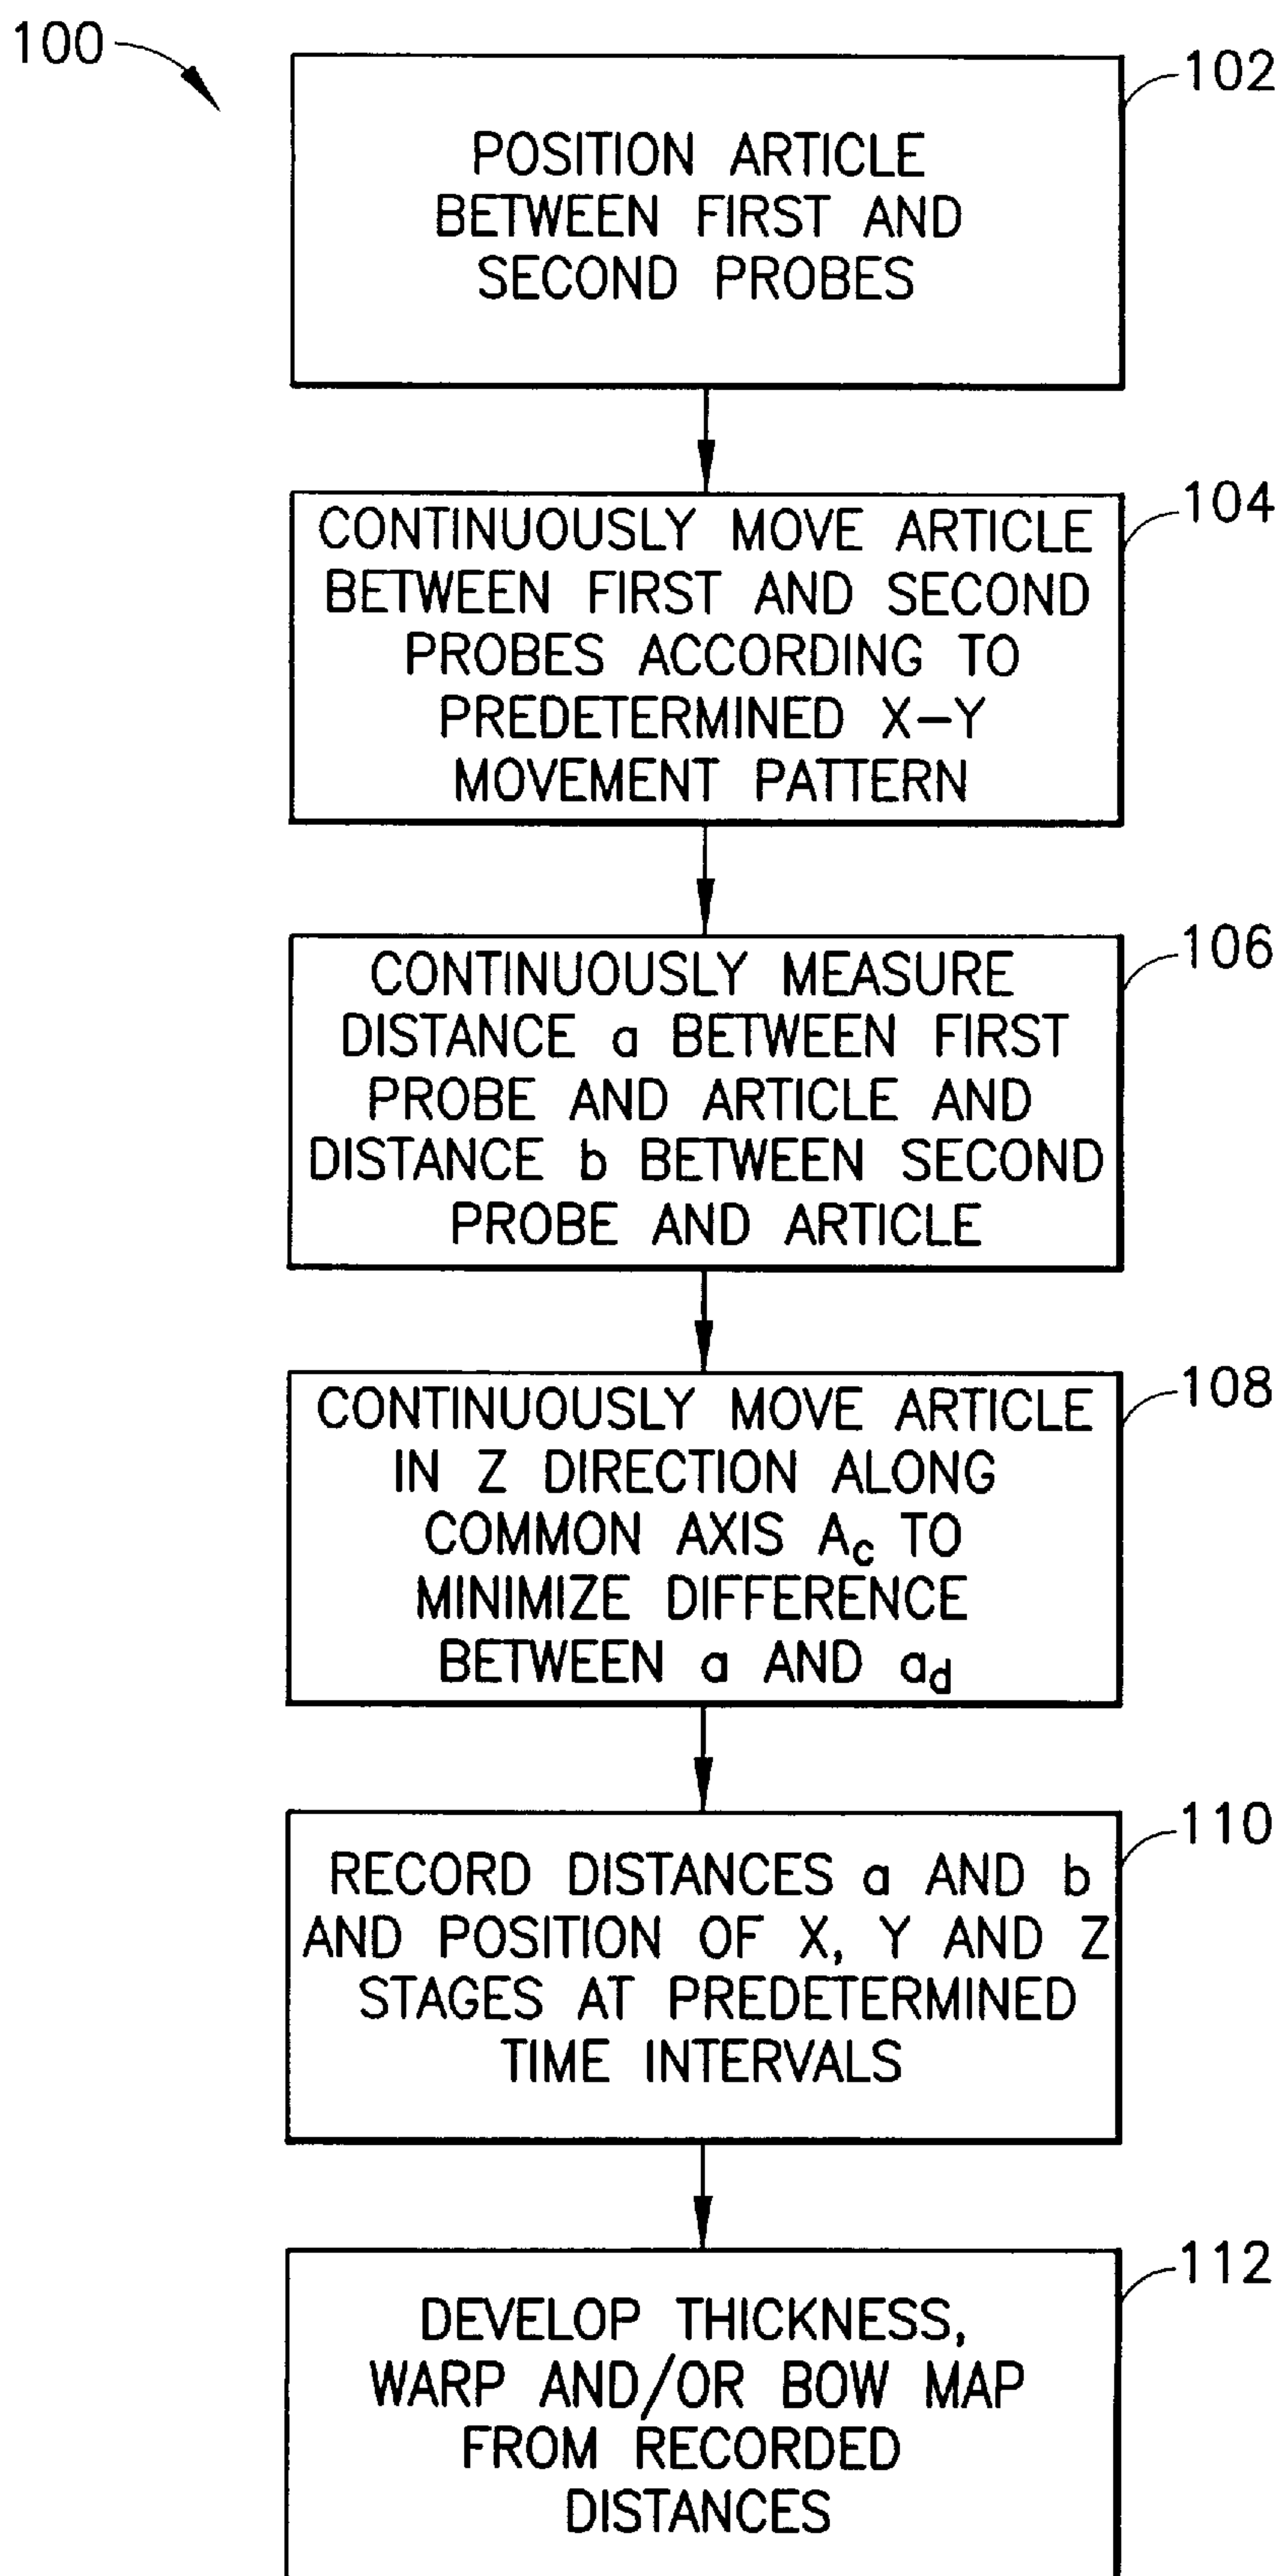 100
102
POSITION ARTICLE
BETWEEN FIRST AND
SECOND PROBES
104
CONTINUOUSLY MOVE ARTICLE
BETWEEN FIRST AND SECOND
PROBES ACCORDING TO
PREDETERMINED X-Y
MOVEMENT PATTERN
106
CONTINUOUSLY MEASURE
DISTANCE a BETWEEN FIRST
PROBE AND ARTICLE AND
DISTANCE b BETWEEN SECOND
PROBE AND ARTICLE
108
CONTINUOUSLY MOVE ARTICLE
IN Z DIRECTION ALONG
COMMON AXIS Ac TO
MINIMIZE DIFFERENCE
BETWEEN a AND ad
110
RECORD DISTANCES a AND b
AND POSITION OF X, Y AND Z
STAGES AT PREDETERMINED
TIME INTERVALS
112
DEVELOP THICKNESS,
WARP AND/OR BOW MAP
FROM RECORDED
DISTANCES